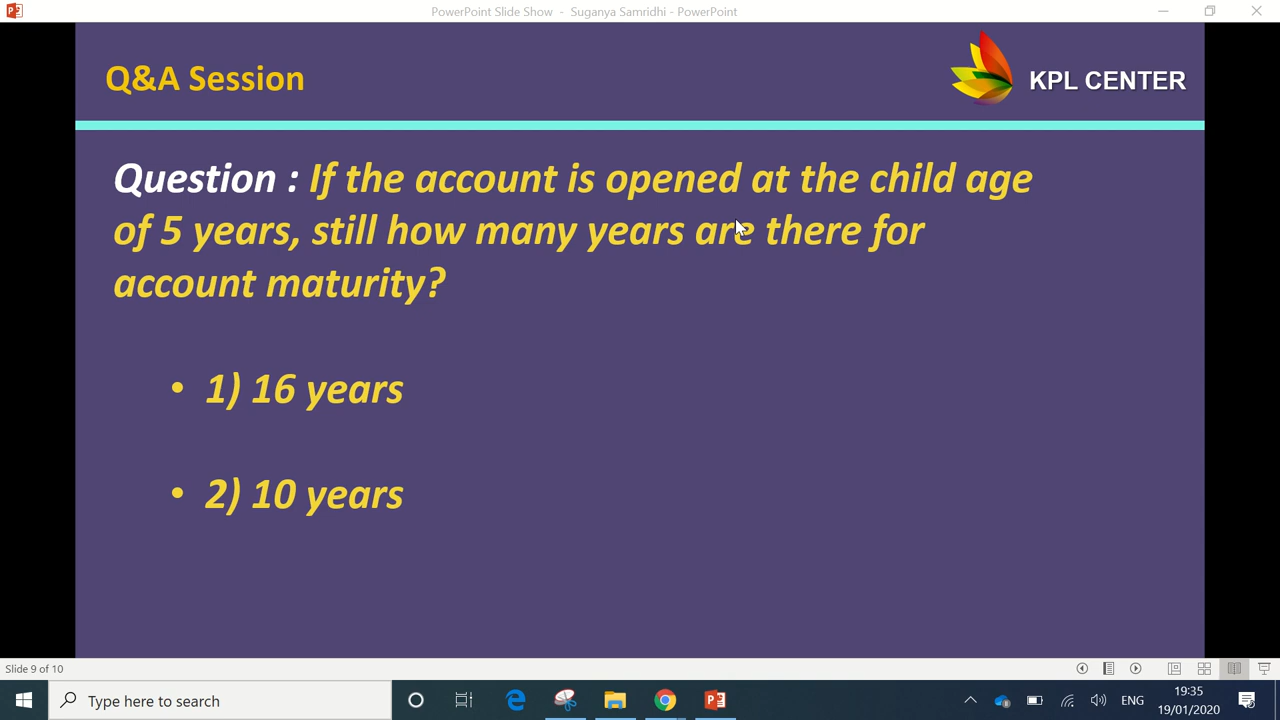 PowerPoint Slide Show - Suganya Samridhi - PowerPoint
Q&A Session
KPL CENTER
Question : If the account is opened at the child age
of 5 years, still how many years are there for
account maturity?
• 1) 16 years
• 2) 10 years
Slide 9 of 10
Type here to search
ENG
19:35
19/01/2020